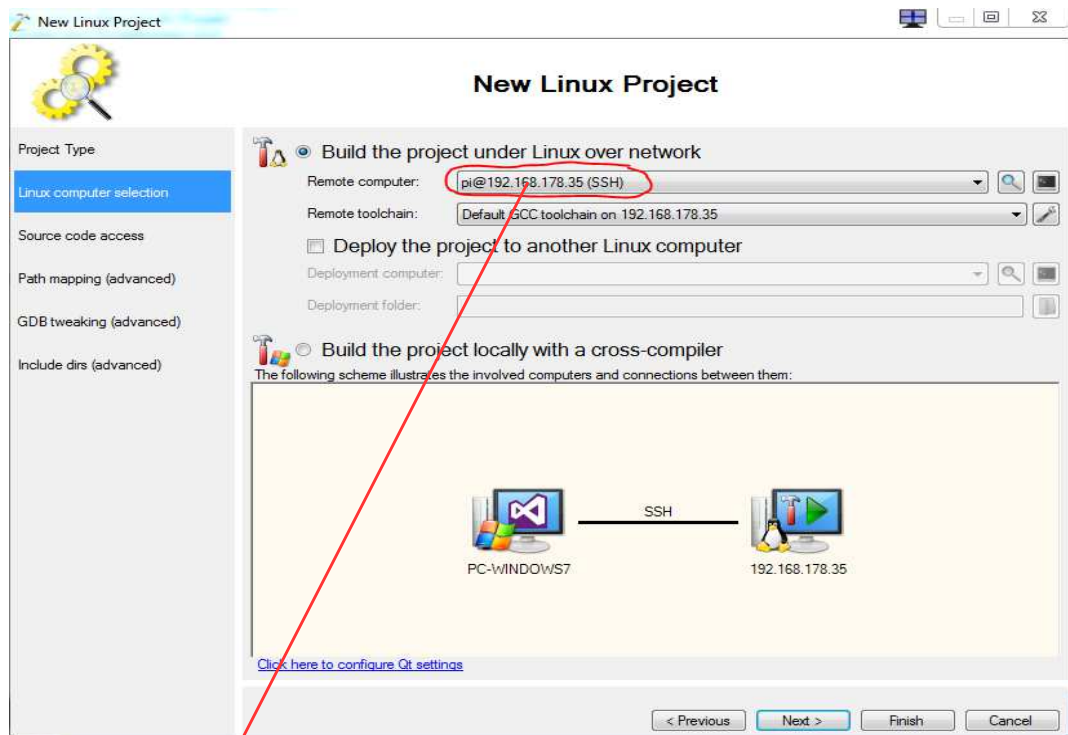 New Linux Project
New Linux Project
Project Type
Linux computer selection
Source code access
Path mapping (advanced)
GDB tweaking (advanced)
Include dirs (advanced)
Build the project under Linux over network
Remote computer: pi@192.168.178.35 (SSH)
Remote toolchain: Default GCC toolchain on 192.168.178.35
Deploy the project to another Linux computer
Deployment computer:
Deployment folder:
Build the project locally with a cross-compiler
The following scheme illustrates the involved computers and connections between them:
SSH
PC-WINDOWS7
192.168.178.35
Click here to configure Qt settings
< Previous
Next >
Finish
Cancel